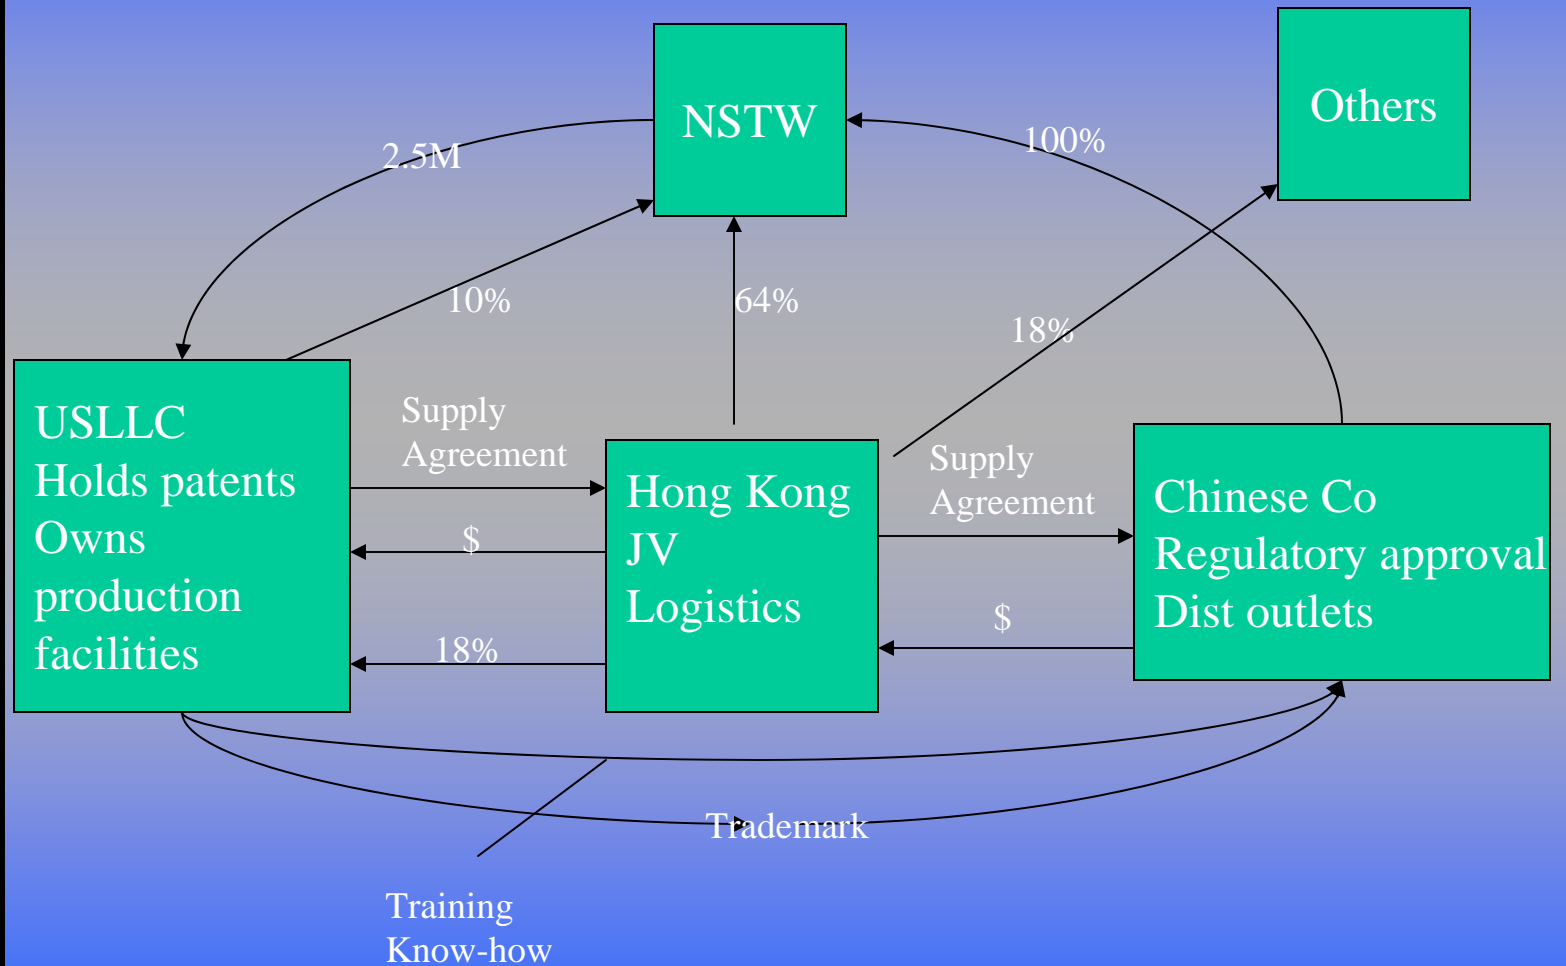 NSTW
Others
2.5M
100%
10%
64%
18%
USLLC
Holds patents
Owns
production
facilities
Supply
Agreement
$
18%
Hong Kong
JV
Logistics
Supply
Agreement
$
Chinese Co
Regulatory approval
Dist outlets
Trademark
Training
Know-how